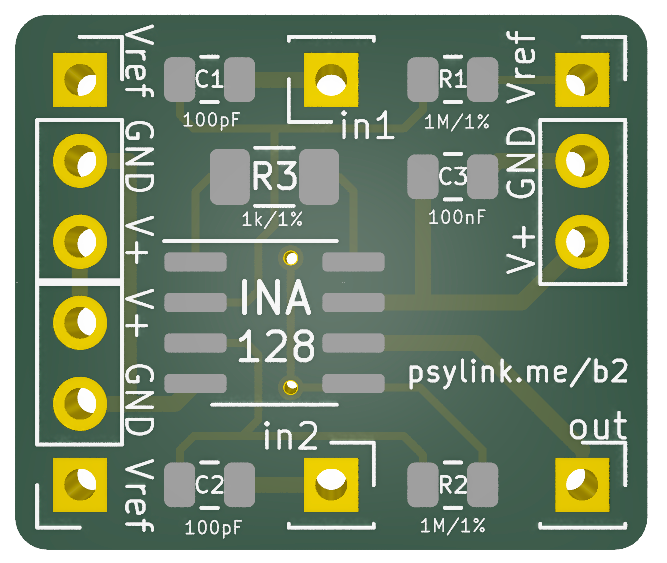 Vref
C1
100pF
in1
R1
1M/1%
Vref
GND
R3
1k/1%
C3
100nF
GND
V+
V+
INA
128
V+
GND
psylink.me/b2
in2
out
Vref
C2
100pF
R2
1M/1%